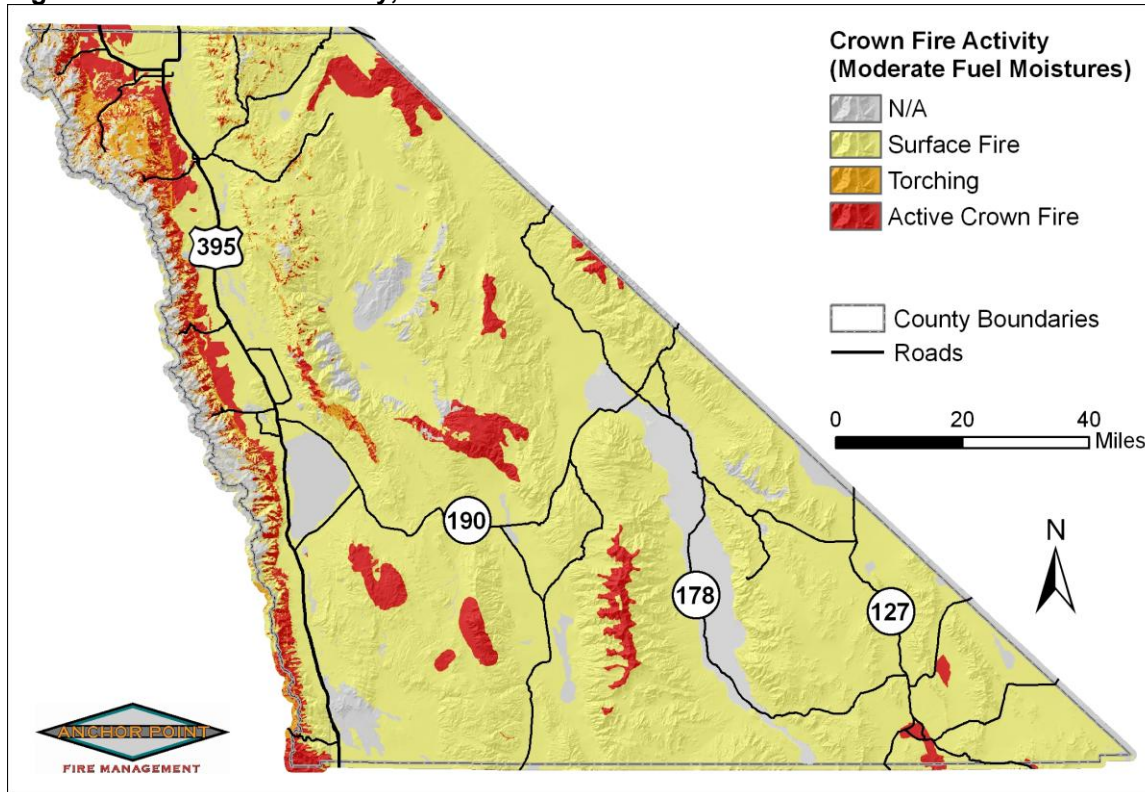 Crown Fire Activity
(Moderate Fuel Moistures)
N/A
Surface Fire
Torching
Active Crown Fire
County Boundaries
Roads
0 20 40
Miles
N
395
190
178
127
ANCHOR POINT
FIRE MANAGEMENT